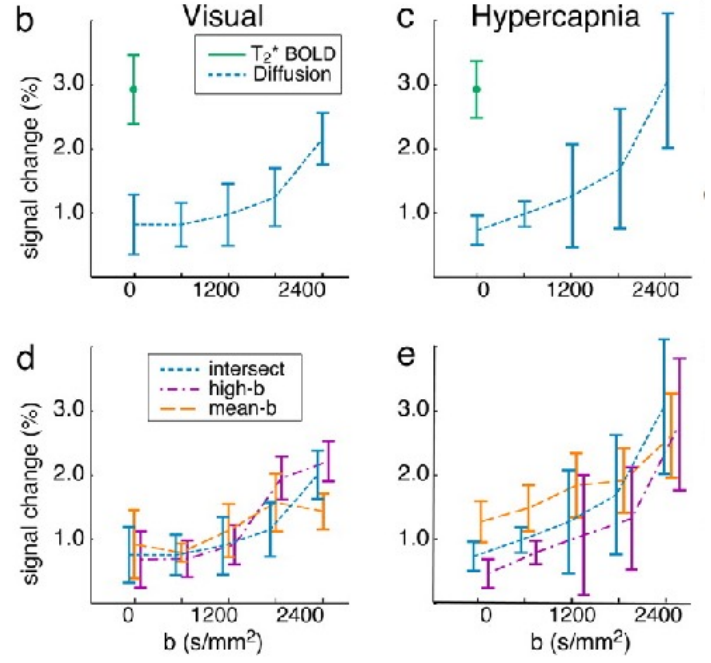 b
Visual
T₂* BOLD
Diffusion
signal change (%)
3.0
2.0
1.0
0
1200
2400
c
Hypercapnia
3.0
2.0
1.0
0
1200
2400
d
intersect
high-b
mean-b
signal change (%)
3.0
2.0
1.0
0
1200
2400
b (s/mm²)
e
3.0
2.0
1.0
0
1200
2400
b (s/mm²)